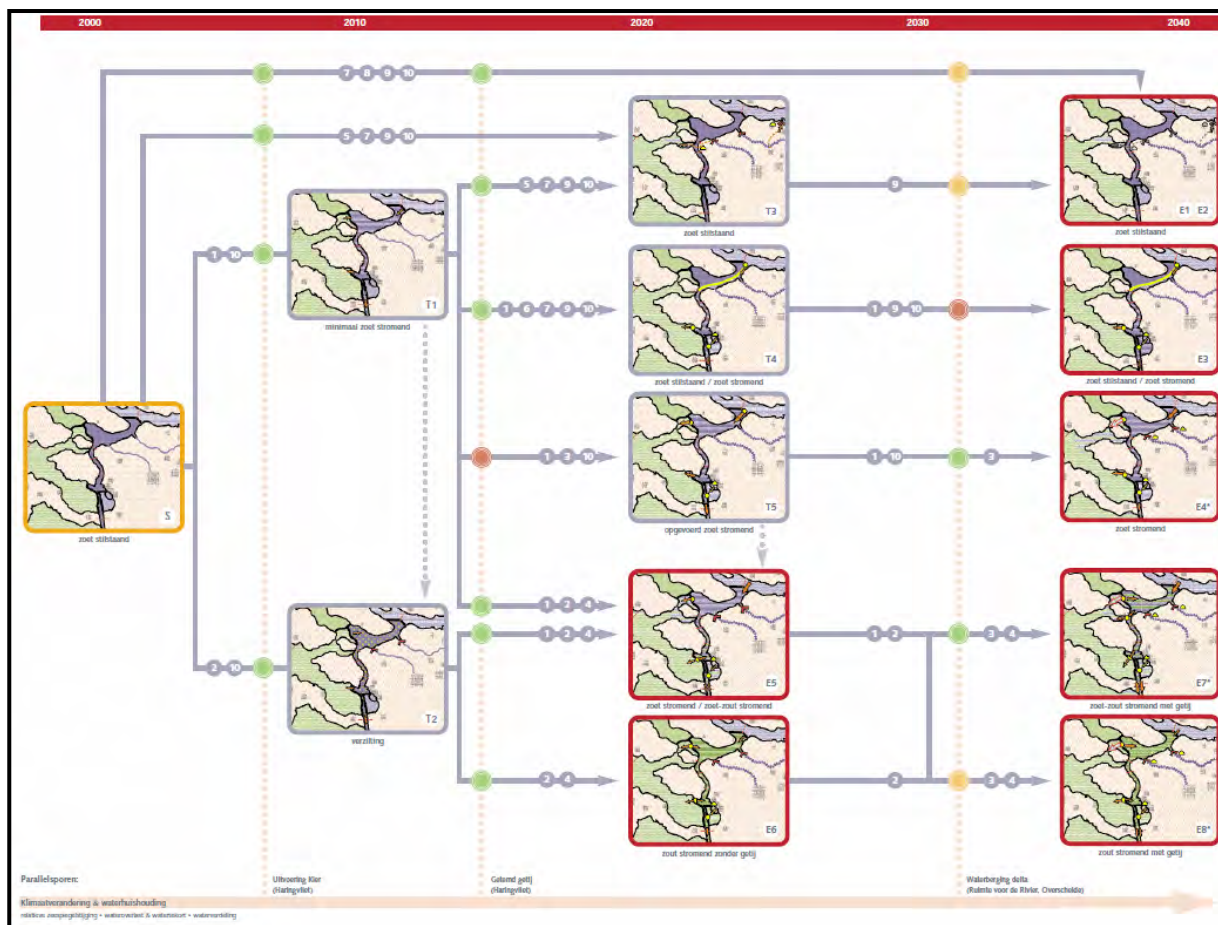 2000 2010 2020 2030 2040
7 8 9 10
5 7 9 10
5 7 9 10
9
T3
zoet stilstaand
E1 E2
zoet stilstaand
1 10
T1
minimaal zoet stromend
1 6 7 9 10
T4
zoet stilstaand / zoet stromend
1 9 10
E3
zoet stilstaand / zoet stromend
S
zoet stilstaand
1 3 10
T5
opgevoerd zoet stromend
1 10
3
E4*
zoet stromend
2 10
T2
verzilting
1 2 4
1 2 4
E5
zoet stromend / zoet-zout stromend
1 2
3 4
E7*
zoet-zout stromend met getij
2 4
E6
zout stromend zonder getij
2
3 4
E8*
zout stromend met getij
Parallelsporen:
Uitvoering Kier
(Haringvliet)
Getemd getij
(Haringvliet)
Waterberging delta
(Ruimte voor de Rivier, Overschelde)
Klimaatverandering & waterhuishouding
relatieve zeespiegelstijging • wateroverlast & watertekort • waterverdeling